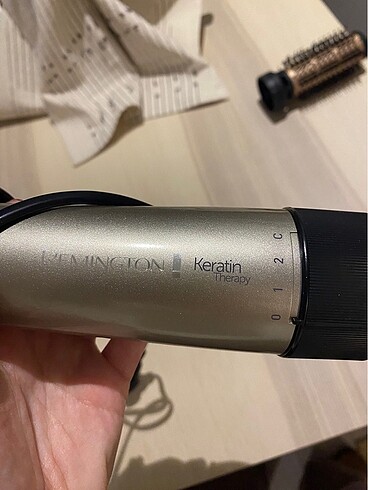 REMINGTON
Keratin
Therapy
0 1 2 C